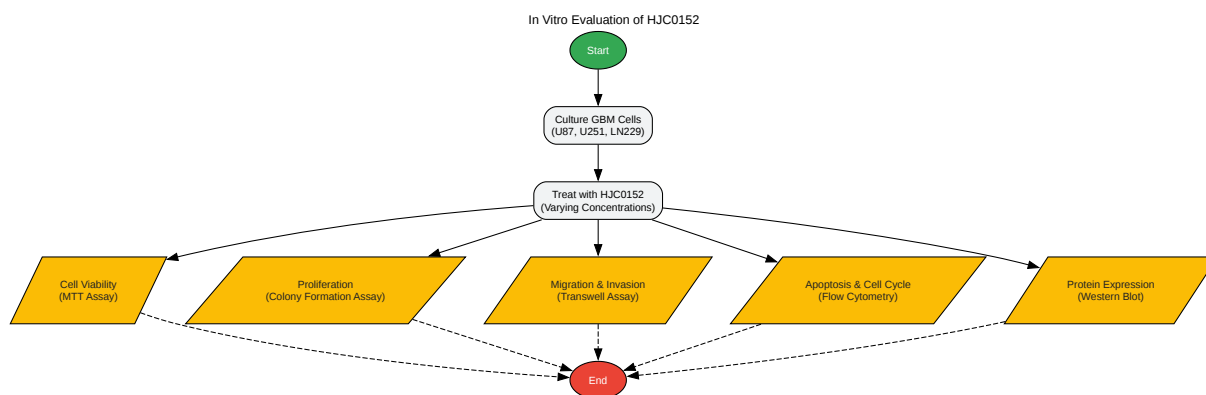 In Vitro Evaluation of HJC0152
Start
Culture GBM Cells
(U87, U251, LN229)
Treat with HJC0152
(Varying Concentrations)
Cell Viability
(MTT Assay)
Proliferation
(Colony Formation Assay)
Migration & Invasion
(Transwell Assay)
Apoptosis & Cell Cycle
(Flow Cytometry)
Protein Expression
(Western Blot)
End